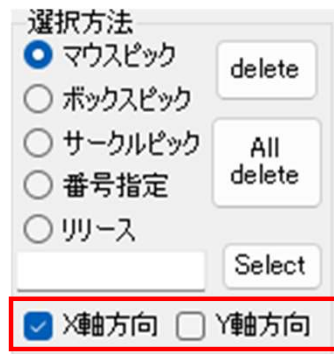 選択方法
マウスピック
delete
ボックスピック
サークルピック
All
delete
番号指定
リリース
Select
X軸方向 Y軸方向